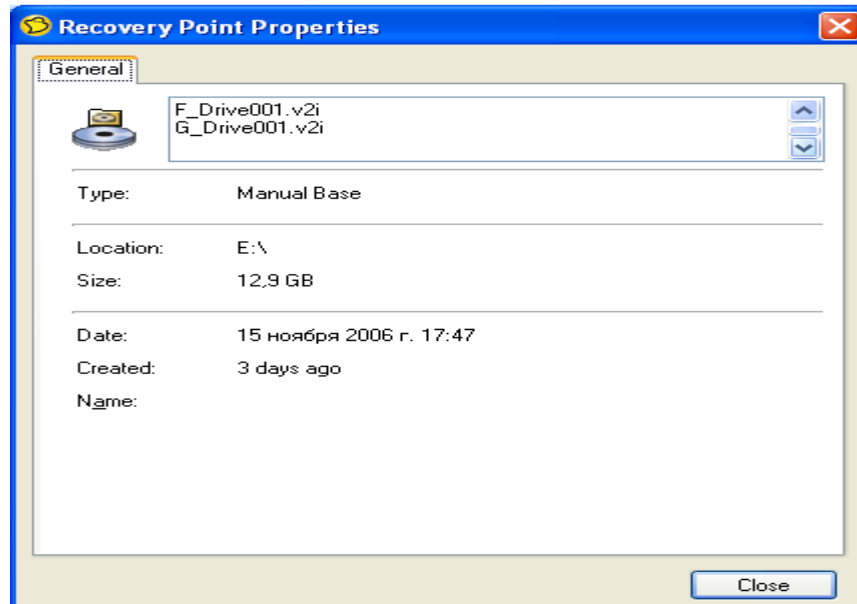 Recovery Point Properties
General
F_Drive001.v2i
G_Drive001.v2i
Type: Manual Base
Location: E:\
Size: 12,9 GB
Date: 15 ноября 2006 г. 17:47
Created: 3 days ago
Name:
Close